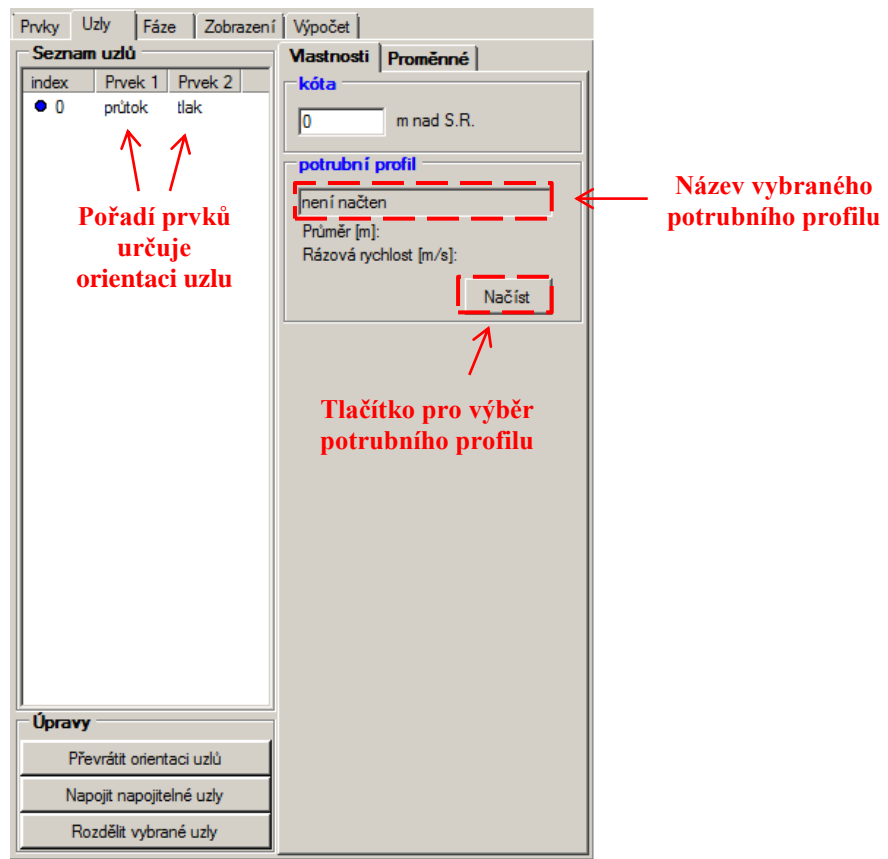 Prvky Uzly Fáze Zobrazení Výpočet
Seznam uzlů
index Prvek 1 Prvek 2
0 průtok tlak
Pořadí prvků
určuje
orientaci uzlu
Úpravy
Převrátit orientaci uzlů
Napojit napojitelné uzly
Rozdělit vybrané uzly
Vlastnosti Proměnné
kóta
0 m nad S.R.
potrubní profil
není načten
Průměr [m]:
Rázová rychlost [m/s]:
Načíst
Název vybraného
potrubního profilu
Tlačítko pro výběr
potrubního profilu